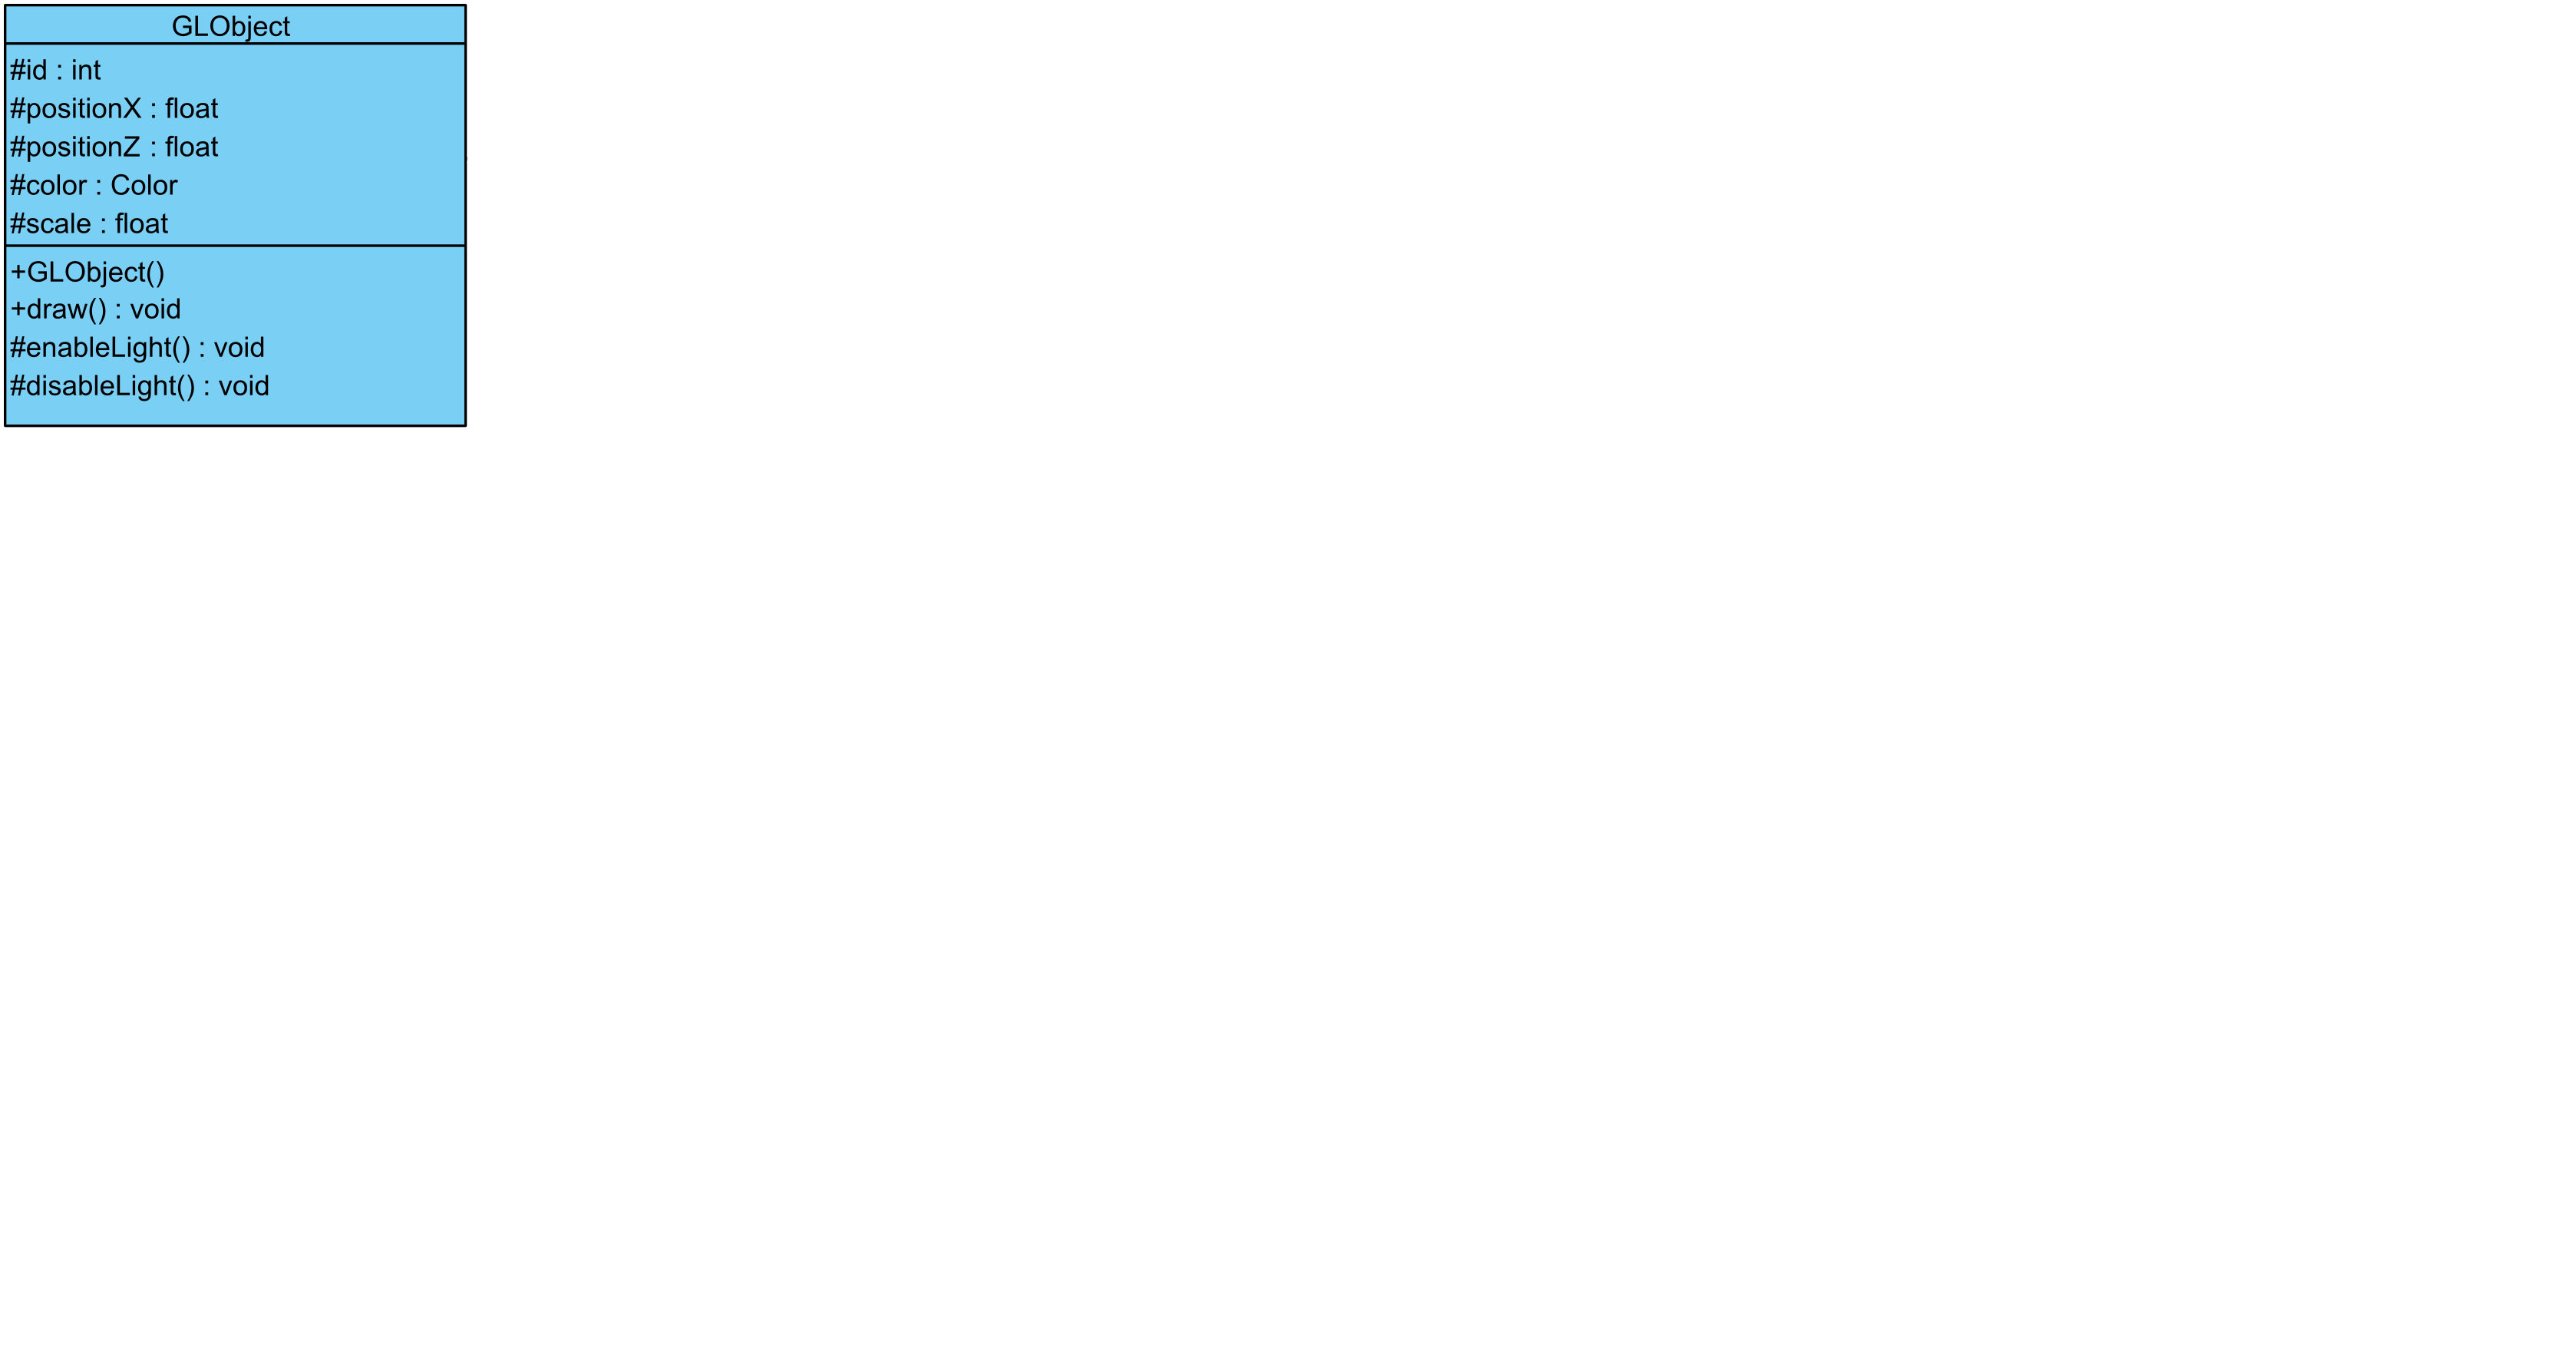 GLObject
#id : int
#positionX : float
#positionZ : float
#color : Color
#scale : float
+GLObject()
+draw() : void
#enableLight() : void
#disableLight() : void